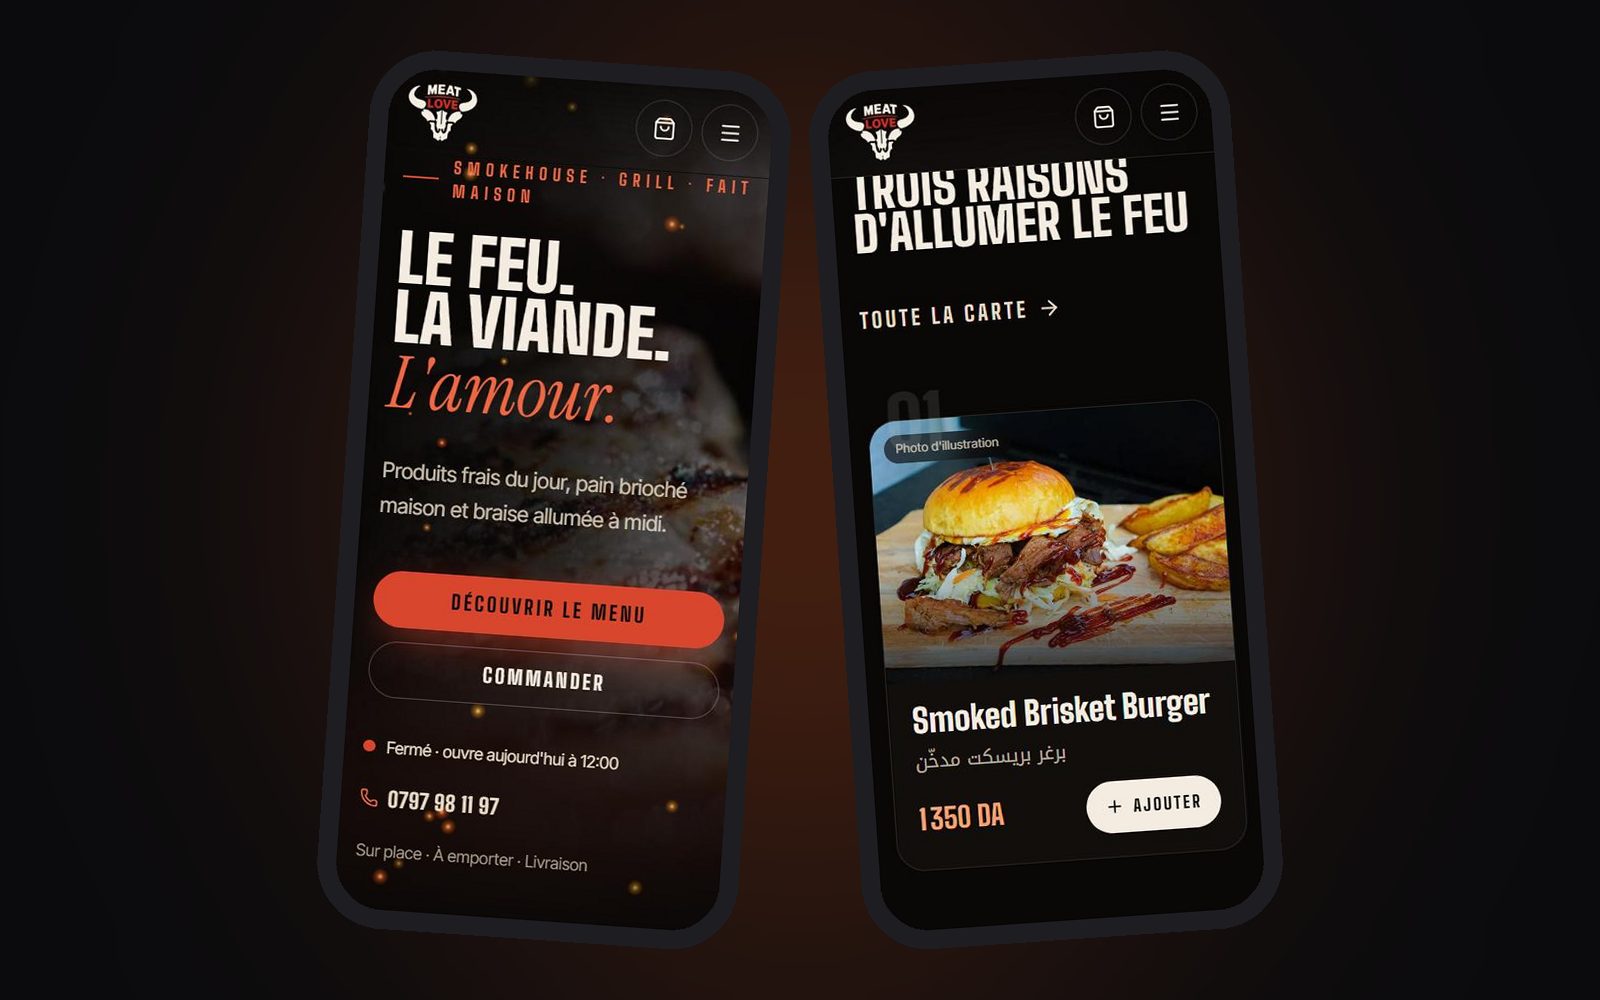 MEAT
LOVE
SMOKEHOUSE · GRILL · FAIT
MAISON
LE FEU.
LA VIANDE.
L'amour.
Produits frais du jour, pain brioché
maison et braise allumée à midi.
DÉCOUVRIR LE MENU
COMMANDER
Fermé · ouvre aujourd'hui à 12:00
0797 98 11 97
Sur place · À emporter · Livraison
MEAT
LOVE
TROIS RAISONS
D'ALLUMER LE FEU
TOUTE LA CARTE →
01
Photo d'illustration
Smoked Brisket Burger
برغر بريسكت مدخّن
1 350 DA
+ AJOUTER